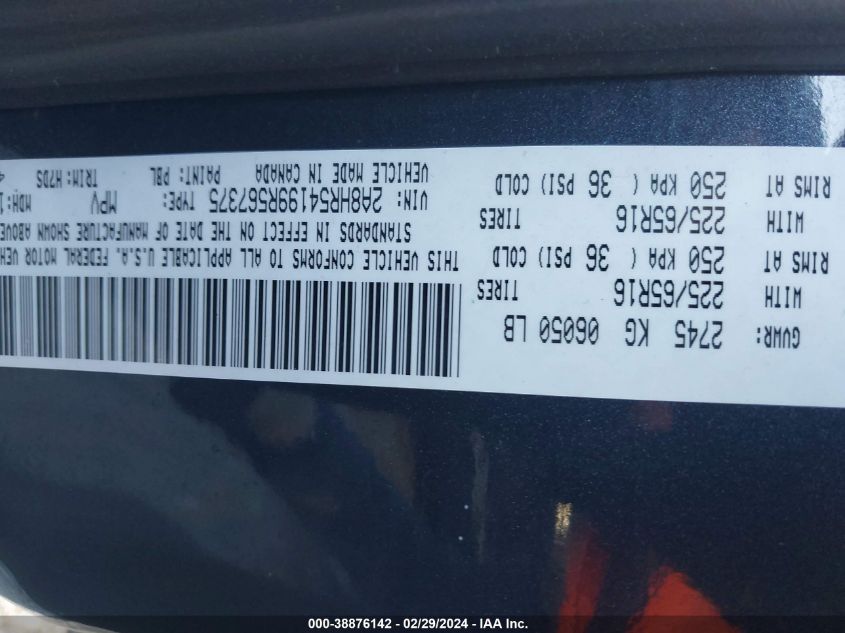 GVWR: 2745 KG 06050 LB
WITH 225/65R16 TIRES
RIMS AT 250 KPA ( 36 PSI) COLD
WITH 225/65R16 TIRES
RIMS AT 250 KPA ( 36 PSI) COLD
THIS VEHICLE CONFORMS TO ALL APPLICABLE U.S.A. FEDERAL MOTOR VEH
STANDARDS IN EFFECT ON THE DATE OF MANUFACTURE SHOWN ABOVE
VIN: 2A8HR54199R567375 TYPE: MPV MDH:1
VEHICLE MADE IN CANADA PAINT: PBL TRIM: H7DS 4
000-38876142 - 02/29/2024 - IAA Inc.